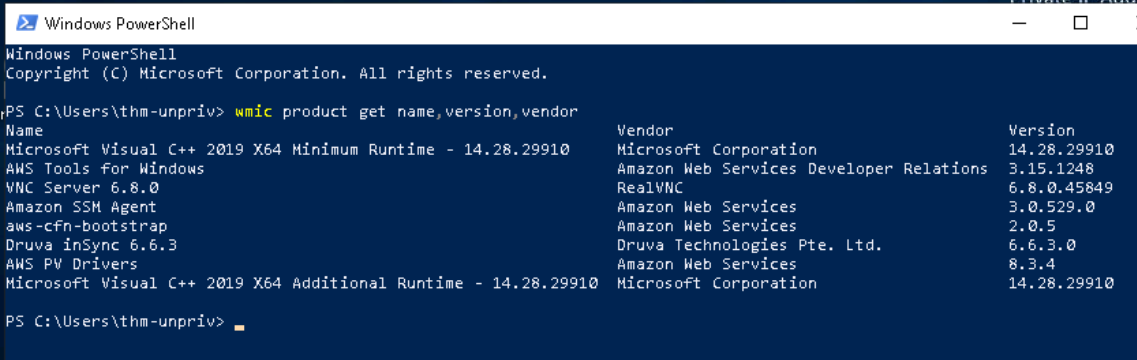 Windows PowerShell
Windows PowerShell
Copyright (C) Microsoft Corporation. All rights reserved.
PS C:\Users\thm-unpriv> wmic product get name,version,vendor
Name Vendor Version
Microsoft Visual C++ 2019 X64 Minimum Runtime - 14.28.29910 Microsoft Corporation 14.28.29910
AWS Tools for Windows Amazon Web Services Developer Relations 3.15.1248
VNC Server 6.8.0 RealVNC 6.8.0.45849
Amazon SSM Agent Amazon Web Services 3.0.529.0
aws-cfn-bootstrap Amazon Web Services 2.0.5
Druva inSync 6.6.3 Druva Technologies Pte. Ltd. 6.6.3.0
AWS PV Drivers Amazon Web Services 8.3.4
Microsoft Visual C++ 2019 X64 Additional Runtime - 14.28.29910 Microsoft Corporation 14.28.29910
PS C:\Users\thm-unpriv>